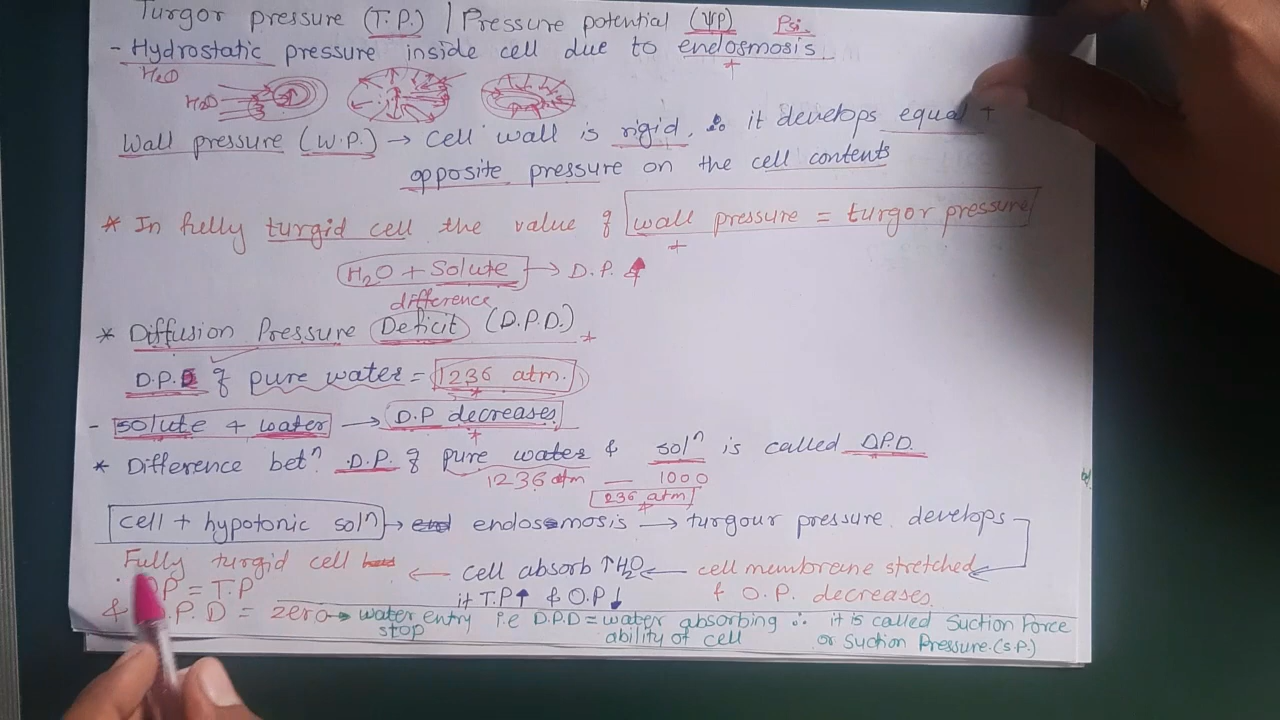 Turgor pressure (T.P.) | Pressure potential (Ψp) Psi.
- Hydrostatic pressure inside cell due to endosmosis.
H2O
H2O
Wall pressure (W.P.) → cell wall is rigid, so it develops equal +
opposite pressure on the cell contents
* In fully turgid cell the value of wall pressure = turgor pressure
H2O + Solute → D.P. ↑
difference
* Diffusion Pressure Deficit (D.P.D.)
D.P. of pure water = 1236 atm.
- solute + water → D.P decreases
* Difference betn. D.P. of pure water & soln is called D.P.D.
1236 atm — 1000
236 atm
cell + hypotonic soln → endosmosis → turgour pressure develops
Fully turgid cell ← cell absorb ↑H2O ← cell membrane stretched
P = T.P it T.P↑ & O.P↓ & O.P. decreases.
& .P.D = zero → water entry i.e D.P.D = water absorbing ∴ it is called Suction Force
stop ability of cell or Suction Pressure.(S.P.)